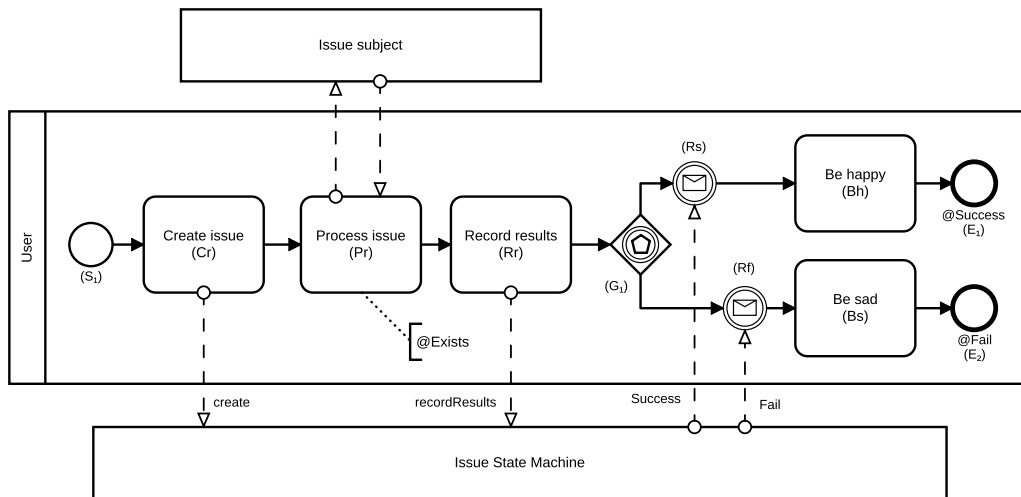 Issue subject
User
(S₁)
Create issue
(Cr)
Process issue
(Pr)
Record results
(Rr)
@Exists
(G₁)
(Rs)
(Rf)
Be happy
(Bh)
@Success
(E₁)
Be sad
(Bs)
@Fail
(E₂)
create
recordResults
Success
Fail
Issue State Machine